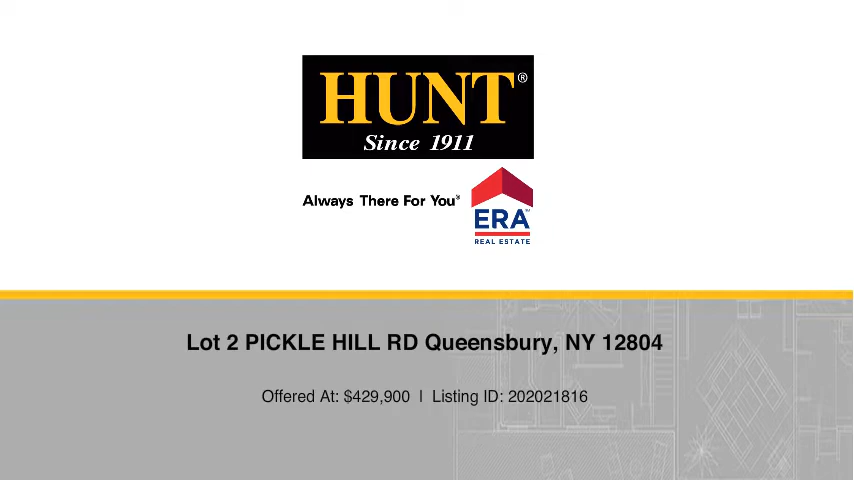 HUNT®
Since 1911
Always There For You®
ERA™
REAL ESTATE
Lot 2 PICKLE HILL RD Queensbury, NY 12804
Offered At: $429,900 | Listing ID: 202021816